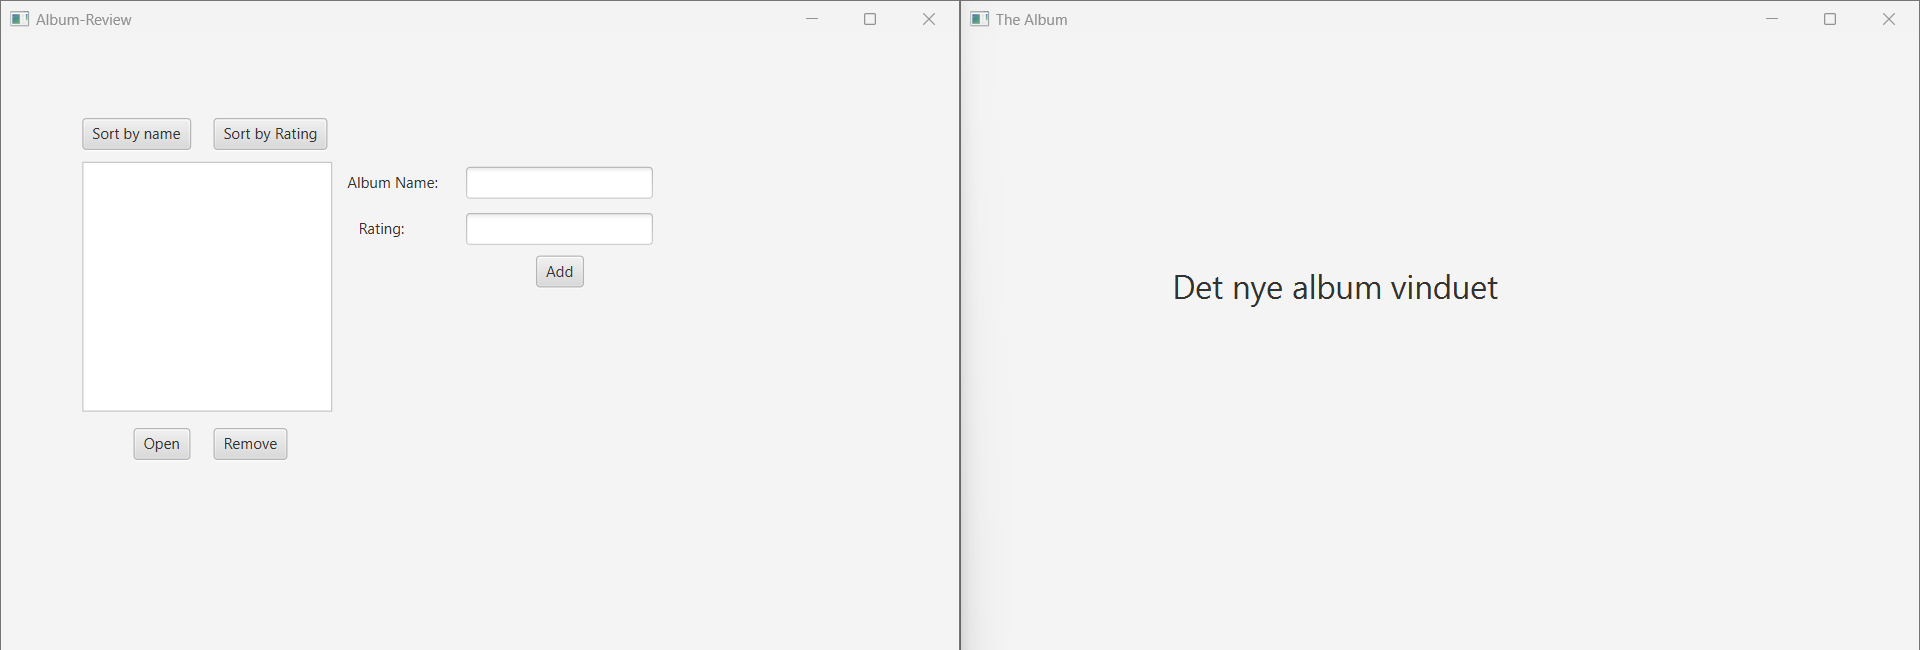 Album-Review
Sort by name
Sort by Rating
Album Name:
Rating:
Add
Open
Remove
The Album
Det nye album vinduet